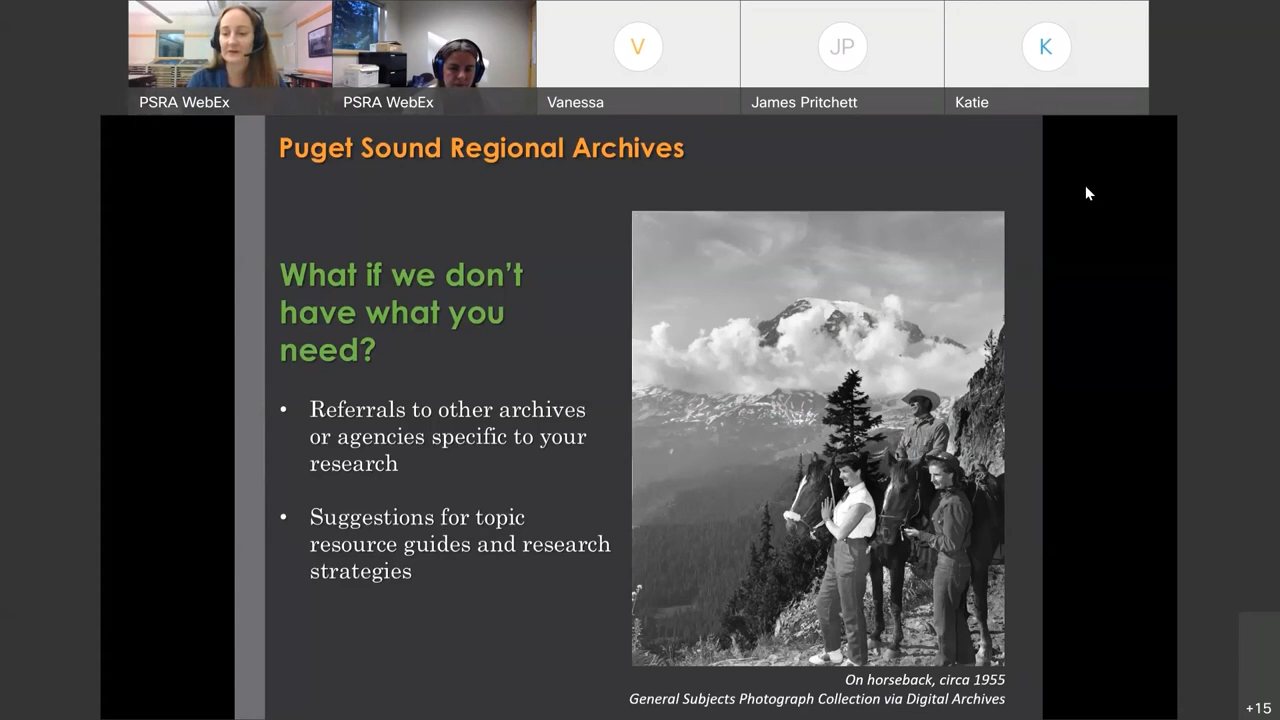 PSRA WebEx
PSRA WebEx
V
Vanessa
JP
James Pritchett
K
Katie
Puget Sound Regional Archives
What if we don’t
have what you
need?
• Referrals to other archives
or agencies specific to your
research
• Suggestions for topic
resource guides and research
strategies
On horseback, circa 1955
General Subjects Photograph Collection via Digital Archives
+15